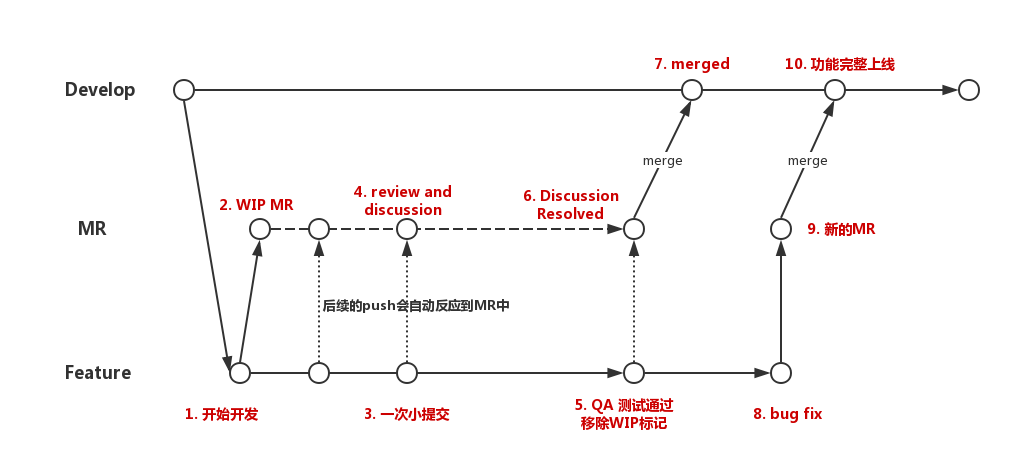 7. merged
10. 功能完整上线
Develop
merge
merge
4. review and
discussion
6. Discussion
Resolved
2. WIP MR
MR
9. 新的MR
后续的push会自动反应到MR中
Feature
1. 开始开发
3. 一次小提交
5. QA 测试通过
移除WIP标记
8. bug fix